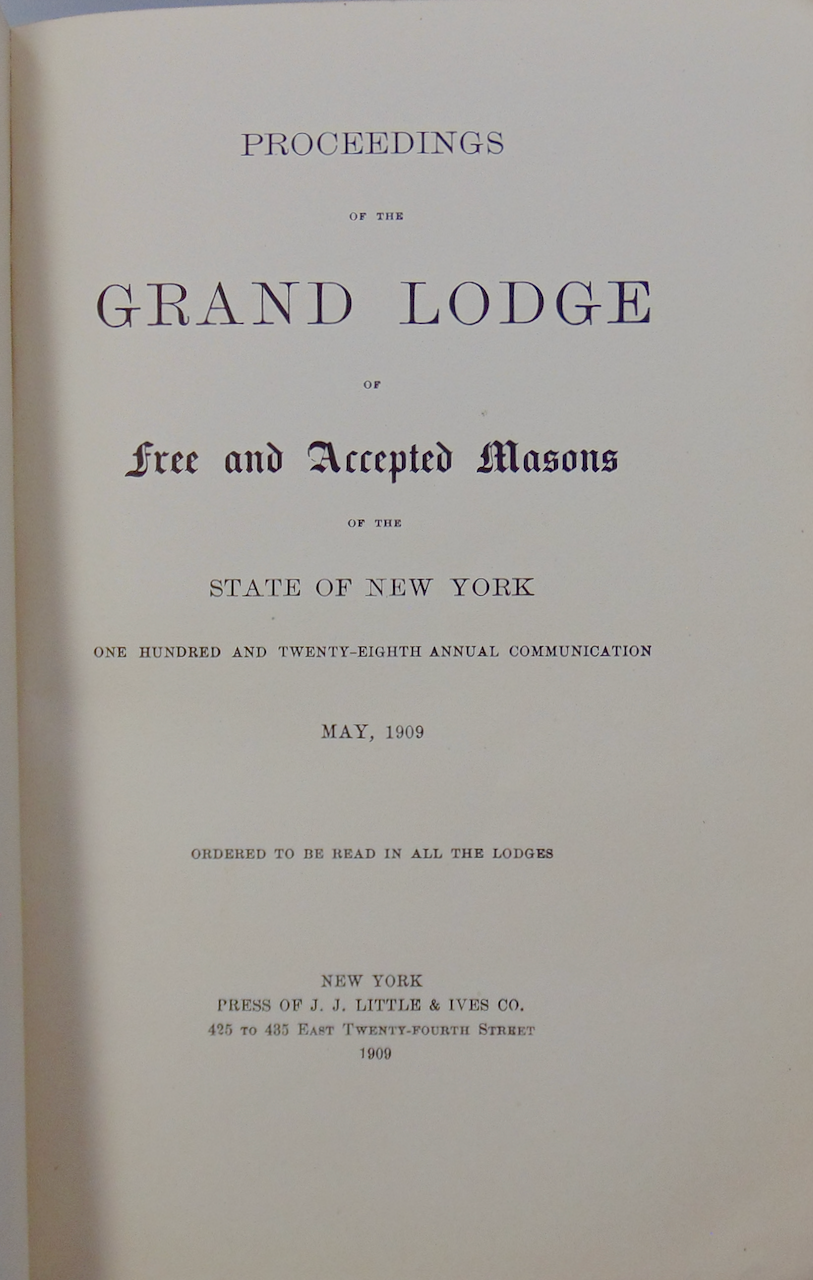 PROCEEDINGS
OF THE
GRAND LODGE
OF
Free and Accepted Masons
OF THE
STATE OF NEW YORK
ONE HUNDRED AND TWENTY-EIGHTH ANNUAL COMMUNICATION
MAY, 1909
ORDERED TO BE READ IN ALL THE LODGES
NEW YORK
PRESS OF J. J. LITTLE & IVES CO.
425 TO 435 EAST TWENTY-FOURTH STREET
1909